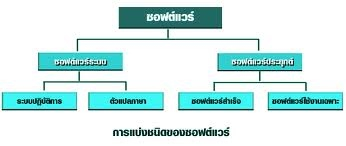 ซอฟต์แวร์
ซอฟต์แวร์ระบบ
ซอฟต์แวร์ประยุกต์
ระบบปฏิบัติการ
ตัวแปลภาษา
ซอฟต์แวร์สำเร็จ
ซอฟต์แวร์ใช้งานเฉพาะ
การแบ่งชนิดของซอฟต์แวร์